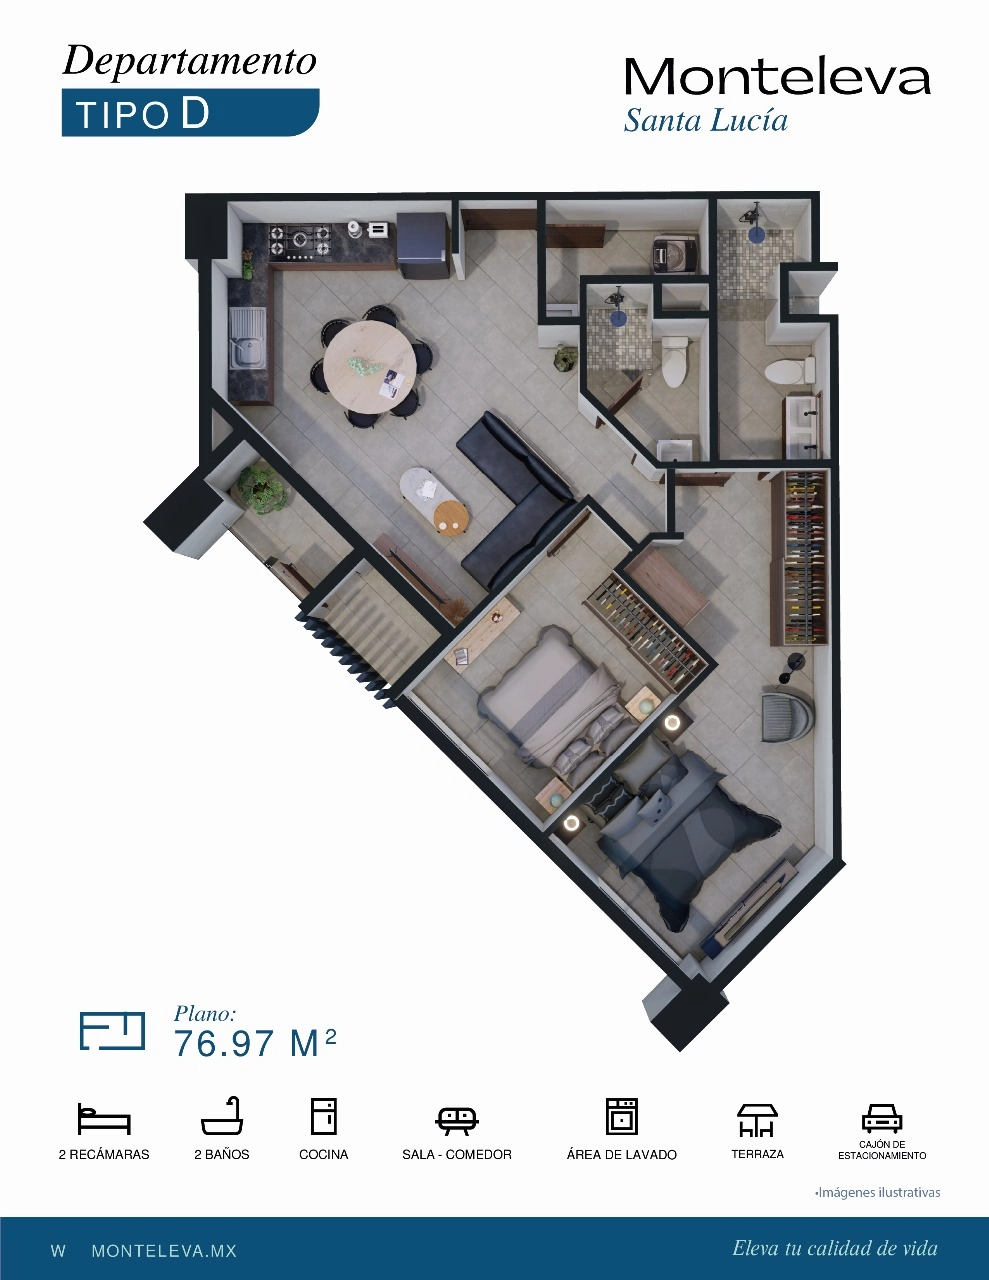 Departamento
TIPO D
Monteleva
Santa Lucía
Plano:
76.97 M²
2 RECÁMARAS
2 BAÑOS
COCINA
SALA - COMEDOR
ÁREA DE LAVADO
TERRAZA
CAJÓN DE
ESTACIONAMIENTO
•Imágenes ilustrativas
W MONTELEVA.MX
Eleva tu calidad de vida